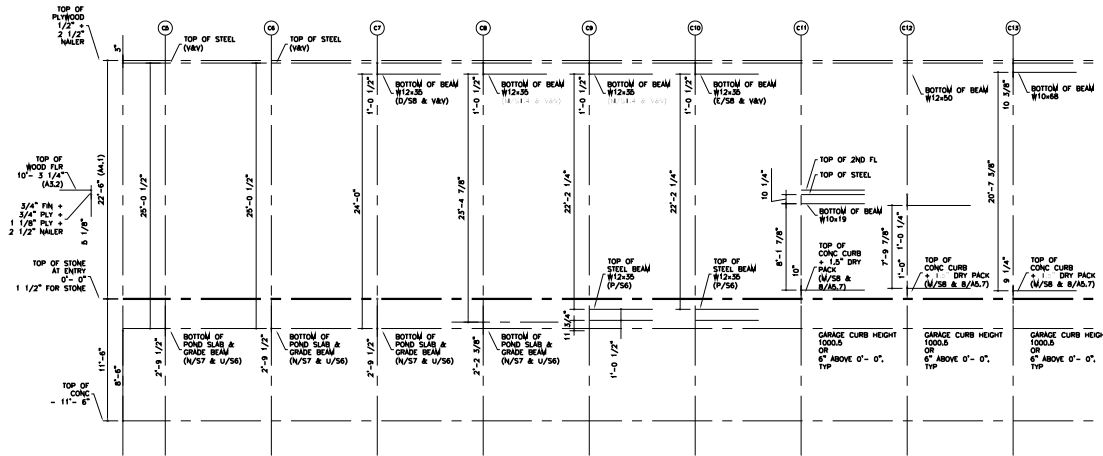 TOP OF
PLYWOOD
1/2" +
2 1/2"
NAILER
3"
C5
C6
C7
C8
C9
C10
C11
C12
C13
TOP OF STEEL
(V&V)
TOP OF STEEL
(V&V)
1'-0 1/2"
BOTTOM OF BEAM
W12x35
(D/S8 & V&V)
1'-0 1/2"
BOTTOM OF BEAM
W12x35
1'-0 1/2"
BOTTOM OF BEAM
W12x35
1'-0 1/2"
BOTTOM OF BEAM
W12x35
(E/S8 & V&V)
BOTTOM OF BEAM
W12x50
10 3/8"
BOTTOM OF BEAM
W10x68
TOP OF
WOOD FLR
10'- 3 1/4"
(A3.2)
3/4" FIN +
3/4" PLY +
1 1/8" PLY +
2 1/2" NAILER
5 1/8"
22'-6" (A4.1)
25'-0 1/2"
25'-0 1/2"
24'-0"
23'-4 7/8"
22'-2 1/4"
22'-2 1/4"
10 1/4"
TOP OF 2ND FL
TOP OF STEEL
BOTTOM OF BEAM
W10x19
8'-1 7/8"
10"
7'-9 7/8"
1'-0 1/4"
1'-0"
20'-7 3/8"
9 1/4"
TOP OF STONE
AT ENTRY
0'- 0"
1 1/2" FOR STONE
TOP OF
STEEL BEAM
W12x35
(P/S6)
TOP OF
STEEL BEAM
W12x35
(P/S6)
TOP OF
CONC CURB
+ 1.5" DRY
PACK
(M/S8 &
8/A5.7)
TOP OF
CONC CURB
+ 1 DRY PACK
(M/S8 & 8/A5.7)
TOP OF
CONC CURB
+ DRY PACK
(M/S8 & 8/A5.7)
11'-6"
8'-6"
2'-9 1/2"
BOTTOM OF
POND SLAB &
GRADE BEAM
(N/S7 & U/S6)
2'-9 1/2"
BOTTOM OF
POND SLAB &
GRADE BEAM
(N/S7 & U/S6)
2'-9 1/2"
BOTTOM OF
POND SLAB &
GRADE BEAM
(N/S7 & U/S6)
2'-2 3/8"
BOTTOM OF
POND SLAB &
GRADE BEAM
(N/S7 & U/S6)
11 3/4"
1'-0 1/2"
GARAGE CURB HEIGHT
1000.5
OR
6" ABOVE 0'- 0",
TYP
GARAGE CURB HEIGHT
1000.5
OR
6" ABOVE 0'- 0",
TYP
GARAGE CURB HEIGH
1000.5
OR
6" ABOVE 0'- 0",
TYP
TOP OF
CONC
- 11'- 6"